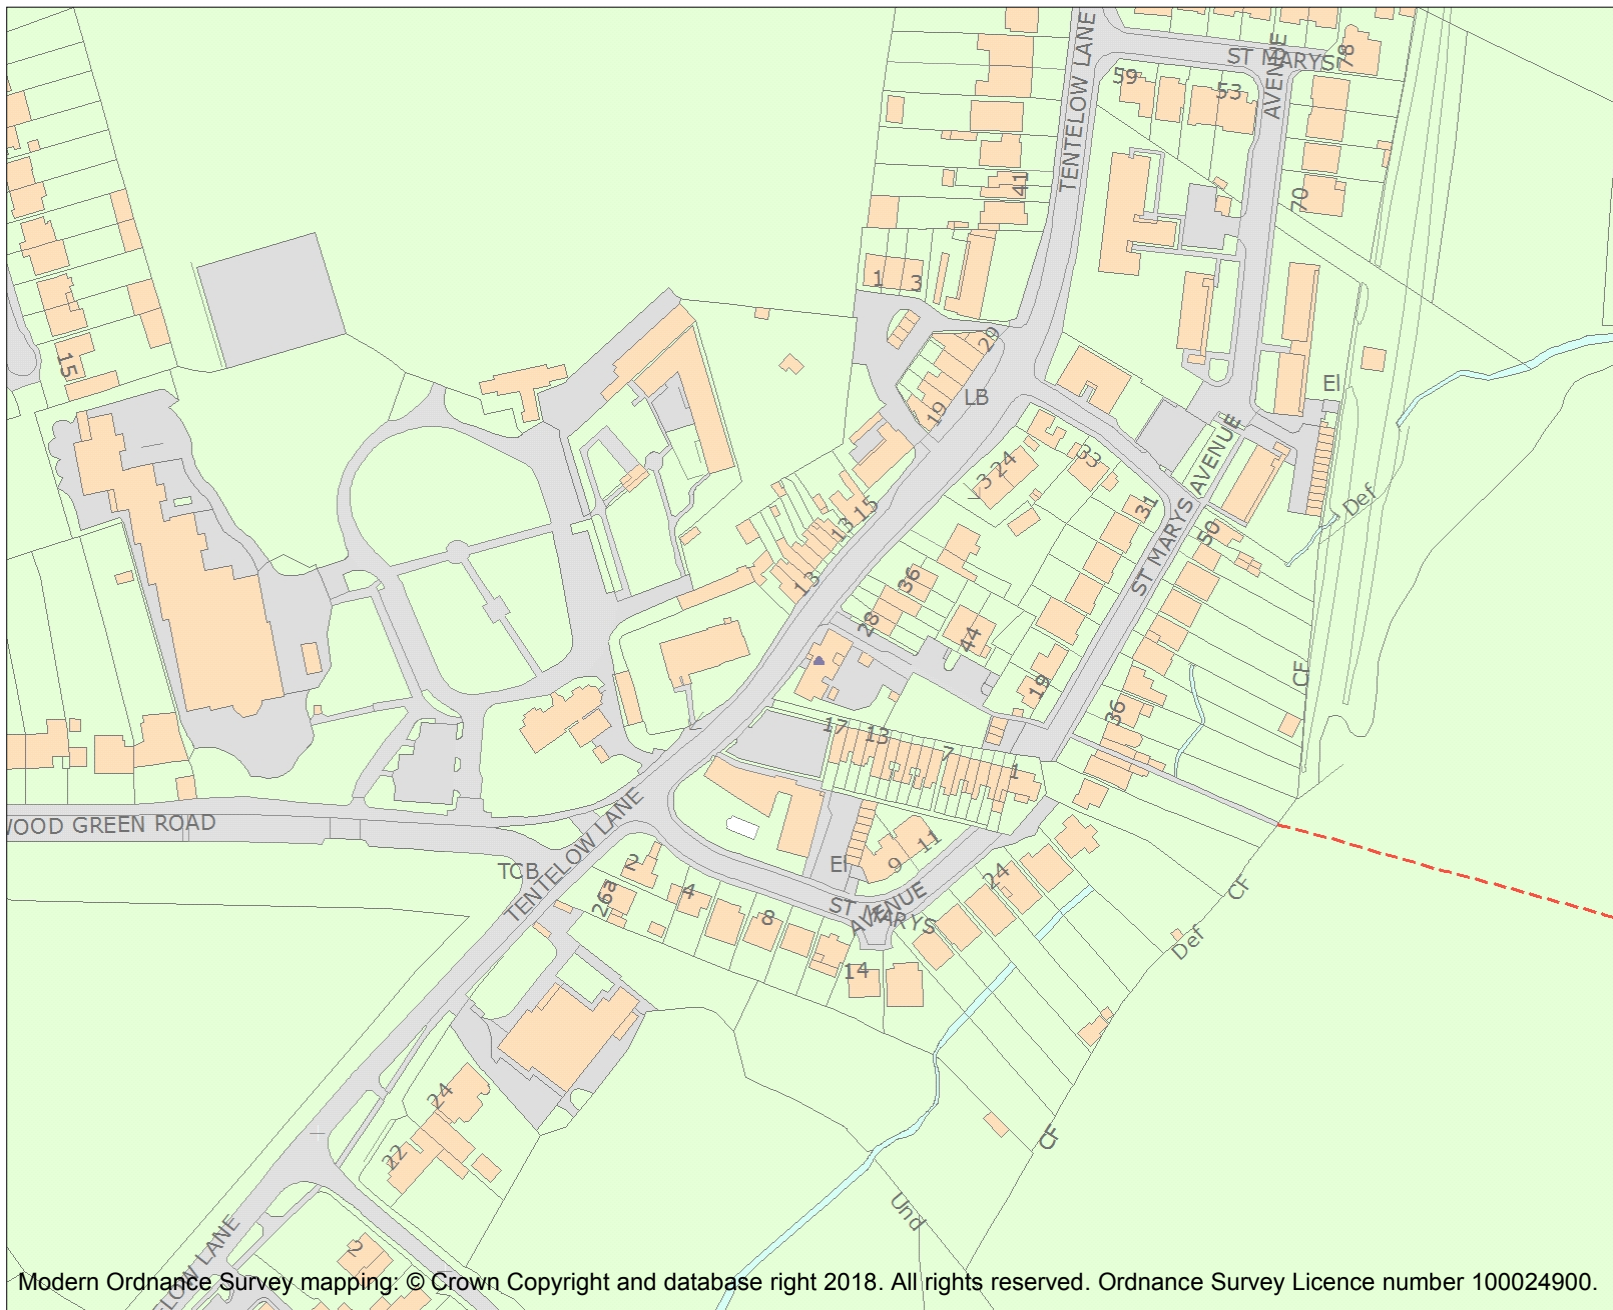 TENTELOW LANE
ST MARYS
AVENUE
78
59
53
41
70
1
3
15
29
LB
19
El
ST MARYS AVENUE
33
3
24
31
Def
15
13
50
13
36
28
44
CF
19
36
17
13
7
1
WOOD GREEN ROAD
TENTELOW LANE
TCB
2
El
11
9
26a
4
24
8
ST MARYS
AVENUE
CF
Def
14
24
22
CF
Und
2
LOW LANE
Modern Ordnance Survey mapping: © Crown Copyright and database right 2018. All rights reserved. Ordnance Survey Licence number 100024900.